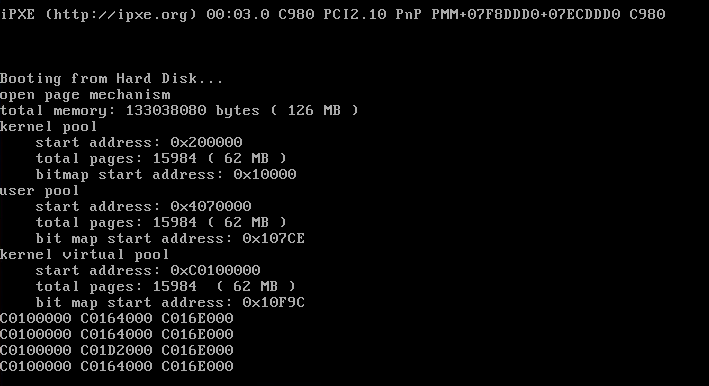 iPXE (http://ipxe.org) 00:03.0 C980 PCI2.10 PnP PMM+07F8DDD0+07ECDDD0 C980
Booting from Hard Disk...
open page mechanism
total memory: 133038080 bytes ( 126 MB )
kernel pool
    start address: 0x200000
    total pages: 15984 ( 62 MB )
    bitmap start address: 0x10000
user pool
    start address: 0x4070000
    total pages: 15984 ( 62 MB )
    bit map start address: 0x107CE
kernel virtual pool
    start address: 0xC0100000
    total pages: 15984  ( 62 MB )
    bit map start address: 0x10F9C
C0100000 C0164000 C016E000
C0100000 C0164000 C016E000
C0100000 C01D2000 C016E000
C0100000 C0164000 C016E000